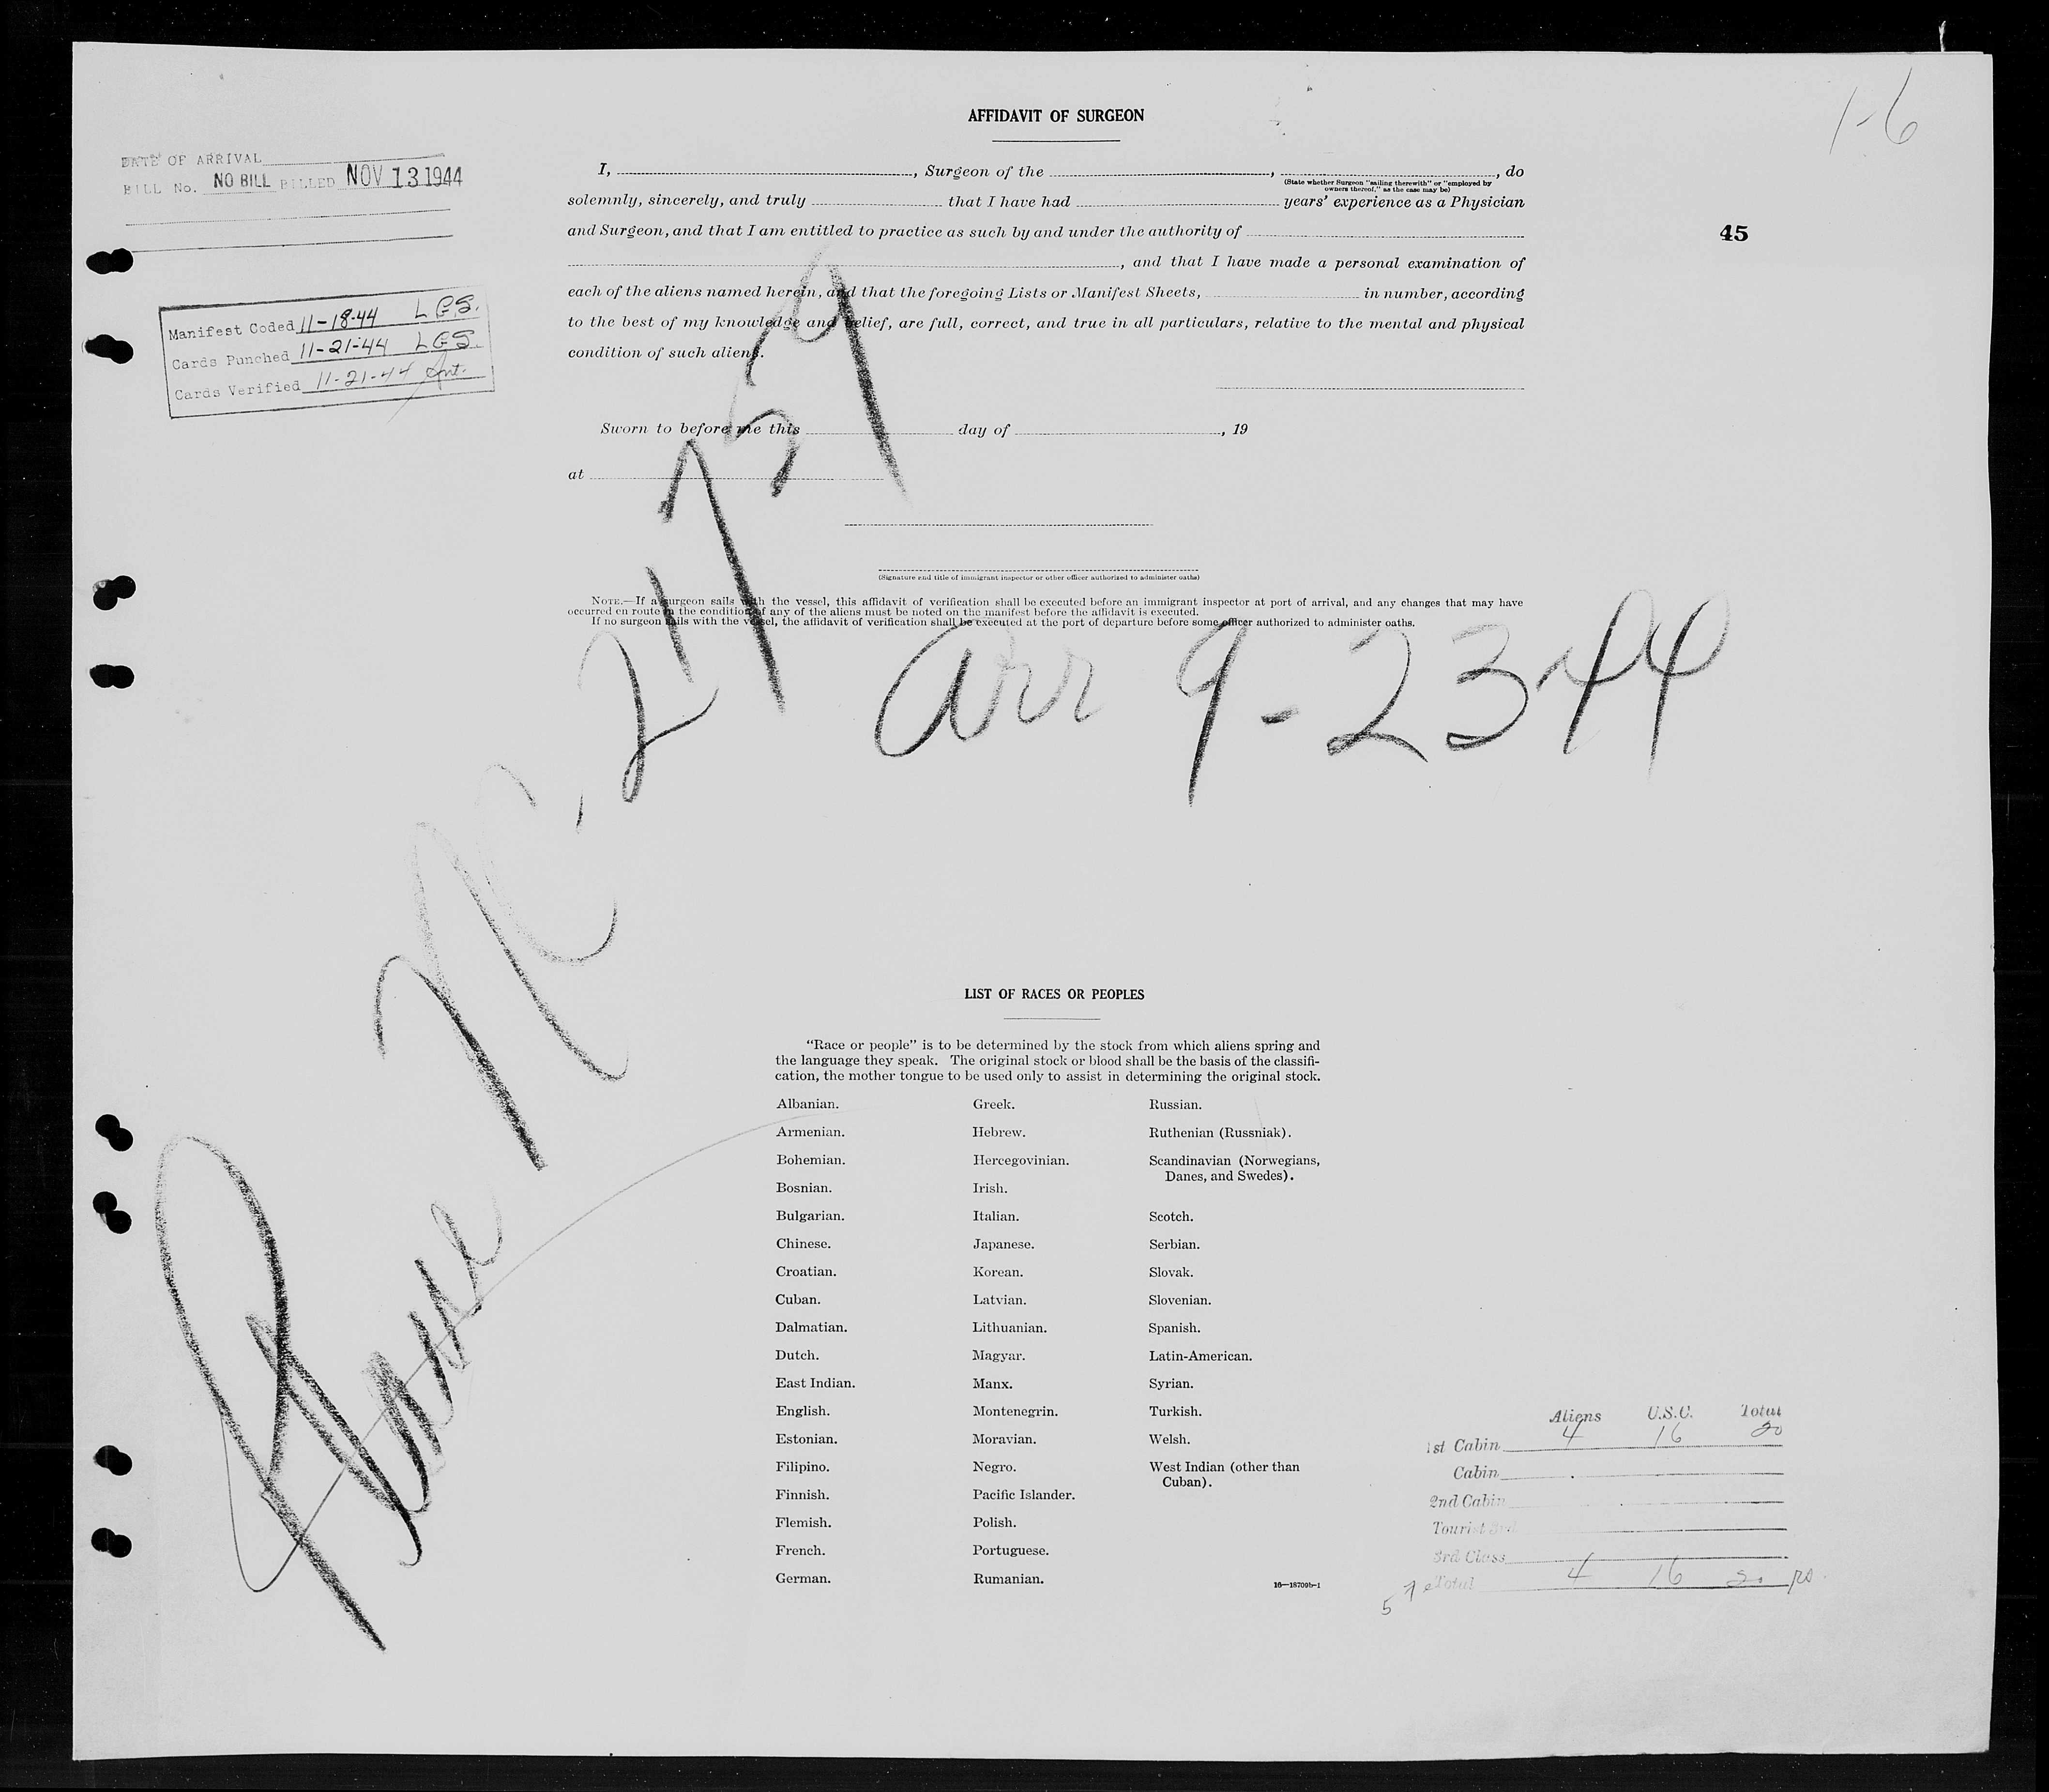 1-6
AFFIDAVIT OF SURGEON
DATE OF ARRIVAL
BILL No. NO BILL BILLED NOV 13 1944
I, , Surgeon of the , , do
(State whether Surgeon "sailing therewith" or "employed by
owners thereof," as the case may be)
solemnly, sincerely, and truly that I have had years' experience as a Physician
and Surgeon, and that I am entitled to practice as such by and under the authority of
45
, and that I have made a personal examination of
each of the aliens named herein, and that the foregoing Lists or Manifest Sheets, in number, according
to the best of my knowledge and belief, are full, correct, and true in all particulars, relative to the mental and physical
condition of such aliens.
Manifest Coded 11-18-44 LGS.
Cards Punched 11-21-44 LGS.
Cards Verified 11-21-44
Sworn to before me this day of , 19
at
(Signature and title of immigrant inspector or other officer authorized to administer oaths)
NOTE.—If a surgeon sails with the vessel, this affidavit of verification shall be executed before an immigrant inspector at port of arrival, and any changes that may have
occurred en route in the condition of any of the aliens must be noted on the manifest before the affidavit is executed.
If no surgeon sails with the vessel, the affidavit of verification shall be executed at the port of departure before some officer authorized to administer oaths.
Arr 9-23-44
Plane NC-21759
LIST OF RACES OR PEOPLES
"Race or people" is to be determined by the stock from which aliens spring and
the language they speak. The original stock or blood shall be the basis of the classifi-
cation, the mother tongue to be used only to assist in determining the original stock.
Albanian.
Armenian.
Bohemian.
Bosnian.
Bulgarian.
Chinese.
Croatian.
Cuban.
Dalmatian.
Dutch.
East Indian.
English.
Estonian.
Filipino.
Finnish.
Flemish.
French.
German.
Greek.
Hebrew.
Hercegovinian.
Irish.
Italian.
Japanese.
Korean.
Latvian.
Lithuanian.
Magyar.
Manx.
Montenegrin.
Moravian.
Negro.
Pacific Islander.
Polish.
Portuguese.
Rumanian.
Russian.
Ruthenian (Russniak).
Scandinavian (Norwegians,
Danes, and Swedes).
Scotch.
Serbian.
Slovak.
Slovenian.
Spanish.
Latin-American.
Syrian.
Turkish.
Welsh.
West Indian (other than
Cuban).
16—18709b-1
Aliens U.S.C. Total
1st Cabin 4 16 20
Cabin
2nd Cabin
Tourist 3rd
3rd Class
Total 4 16 20